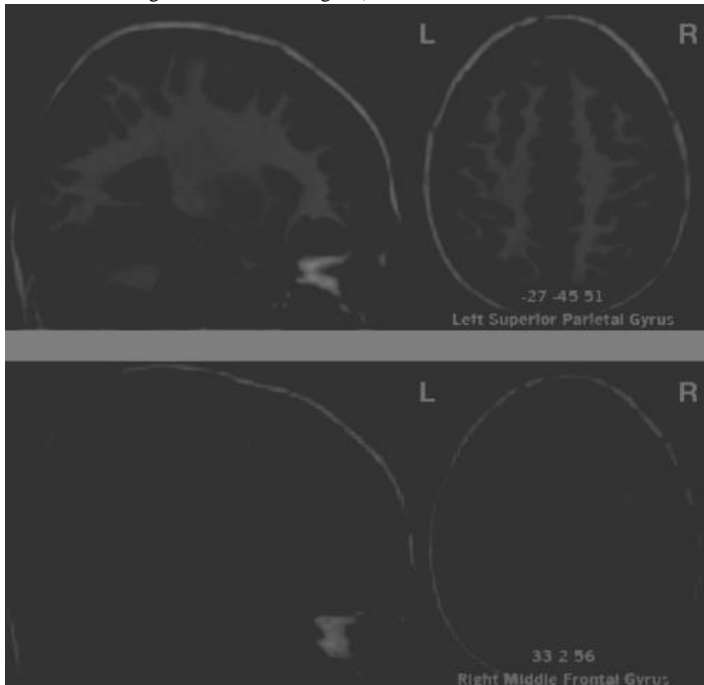 L R
-27 -45 51
Left Superior Parietal Gyrus
L R
33 2 56
Right Middle Frontal Gyrus